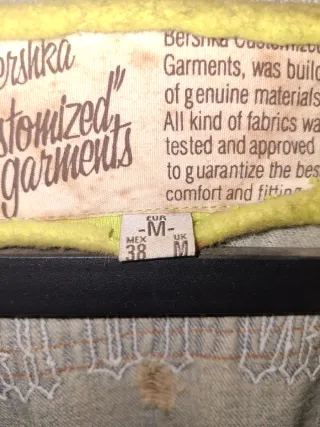 ershka
stomized"
garments
Bershka Customized
Garments, was build
of genuine materials
All kind of fabrics wa
tested and approved
to guarantize the bes
comfort and fitting
EUR
-M-
MEX UK
38 M